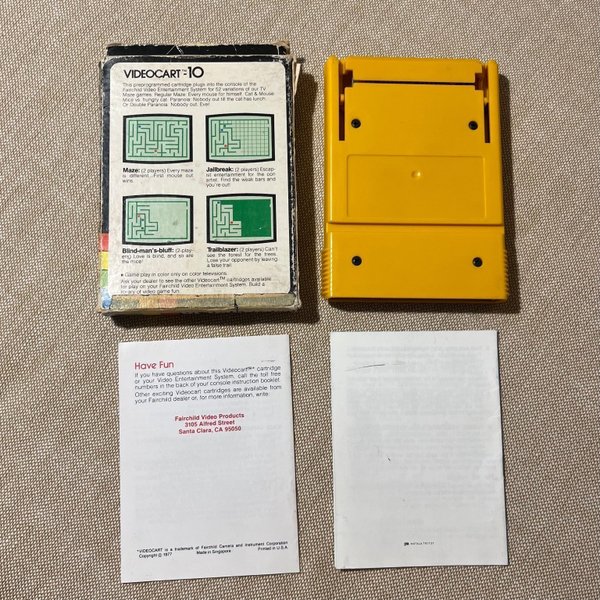 VIDEOCART™-10
This preprogrammed cartridge plugs into the console of the
Fairchild Video Entertainment System for 52 variations of our TV
Maze games. Regular Maze: Every mouse for himself. Cat & Mouse:
Mice vs. hungry cat. Paranoia: Nobody out till the cat has lunch.
Or Double Paranoia: Nobody out. Ever.
Maze: (2 players) Every maze
is different. First mouse out
wins.
Jailbreak: (2 players) Escap-
ist entertainment for the con
artist. Find the weak bars and
you're out!
Blind-man's-bluff: (2 play-
ers) Love is blind, and so are
the mice!
Trailblazer: (2 players) Can't
see the forest for the trees.
Lose your opponent by leaving
a false trail.
• Game play in color only on color televisions.
Ask your dealer to see the other Videocart™ cartridges available
for play on your Fairchild Video Entertainment System. Build a
library of video game fun.
Have Fun
If you have questions about this Videocart™* cartridge
or your Video Entertainment System, call the toll free
numbers in the back of your console instruction booklet.
Other exciting Videocart cartridges are available from
your Fairchild dealer or, for more information, write:
Fairchild Video Products
3105 Alfred Street
Santa Clara, CA 95050
*VIDEOCART is a trademark of Fairchild Camera and Instrument Corporation
Copyright © 1977 Made in Singapore Printed in U.S.A.